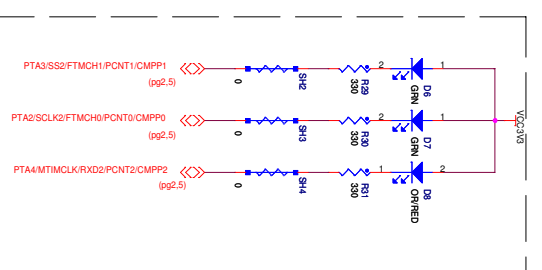 PTA3/SS2/FTMCH1/PCNT1/CMPP1
(pg2,5)
0
SH2
R29
330
2
1
D6
GRN
PTA2/SCLK2/FTMCH0/PCNT0/CMPP0
(pg2,5)
0
SH3
R30
330
2
1
D7
GRN
VCC3V3
PTA4/MTIMCLK/RXD2/PCNT2/CMPP2
(pg2,5)
0
SH4
R31
330
1
2
D8
OR/RED